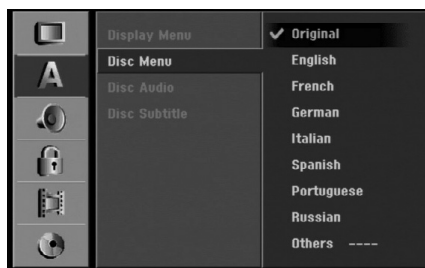 A
Display Menu
Disc Menu
Disc Audio
Disc Subtitle
Original
English
French
German
Italian
Spanish
Portuguese
Russian
Others ----